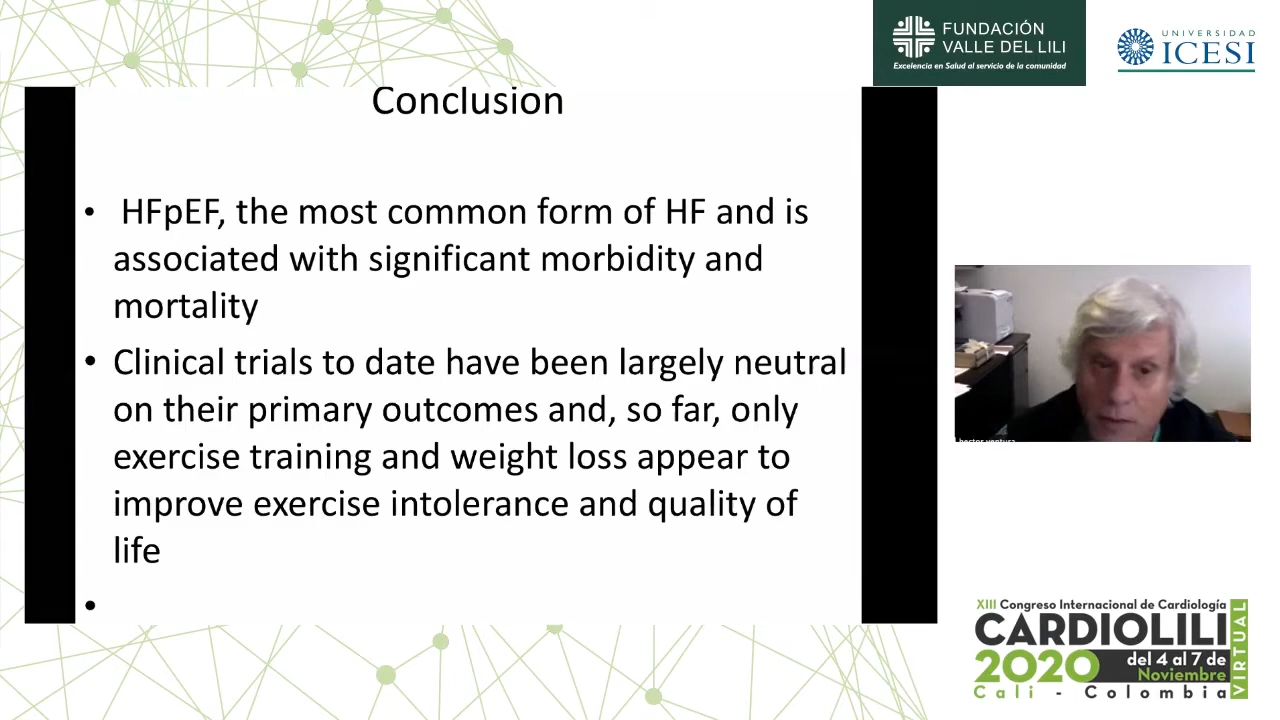 FUNDACIÓN
VALLE DEL LILI
Excelencia en Salud al servicio de la comunidad
UNIVERSIDAD
ICESI
Conclusion
• HFpEF, the most common form of HF and is
associated with significant morbidity and
mortality
• Clinical trials to date have been largely neutral
on their primary outcomes and, so far, only
exercise training and weight loss appear to
improve exercise intolerance and quality of
life
•
hector ventura
XIII Congreso Internacional de Cardiología
CARDIOLILI
2020 del 4 al 7 de
Noviembre
Cali - Colombia
VIRTUAL